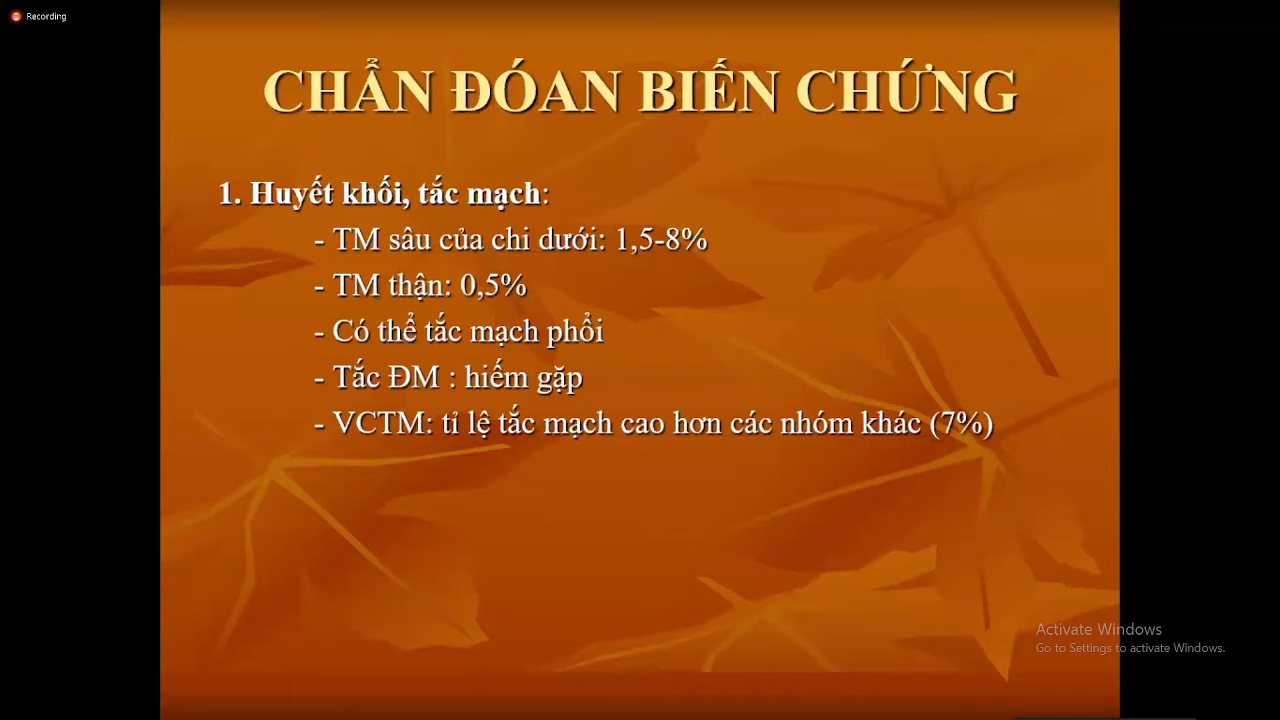 Recording
CHẨN ĐÓAN BIẾN CHỨNG
1. Huyết khối, tắc mạch:
- TM sâu của chi dưới: 1,5-8%
- TM thận: 0,5%
- Có thể tắc mạch phổi
- Tắc ĐM : hiếm gặp
- VCTM: tỉ lệ tắc mạch cao hơn các nhóm khác (7%)
Activate Windows
Go to Settings to activate Windows.